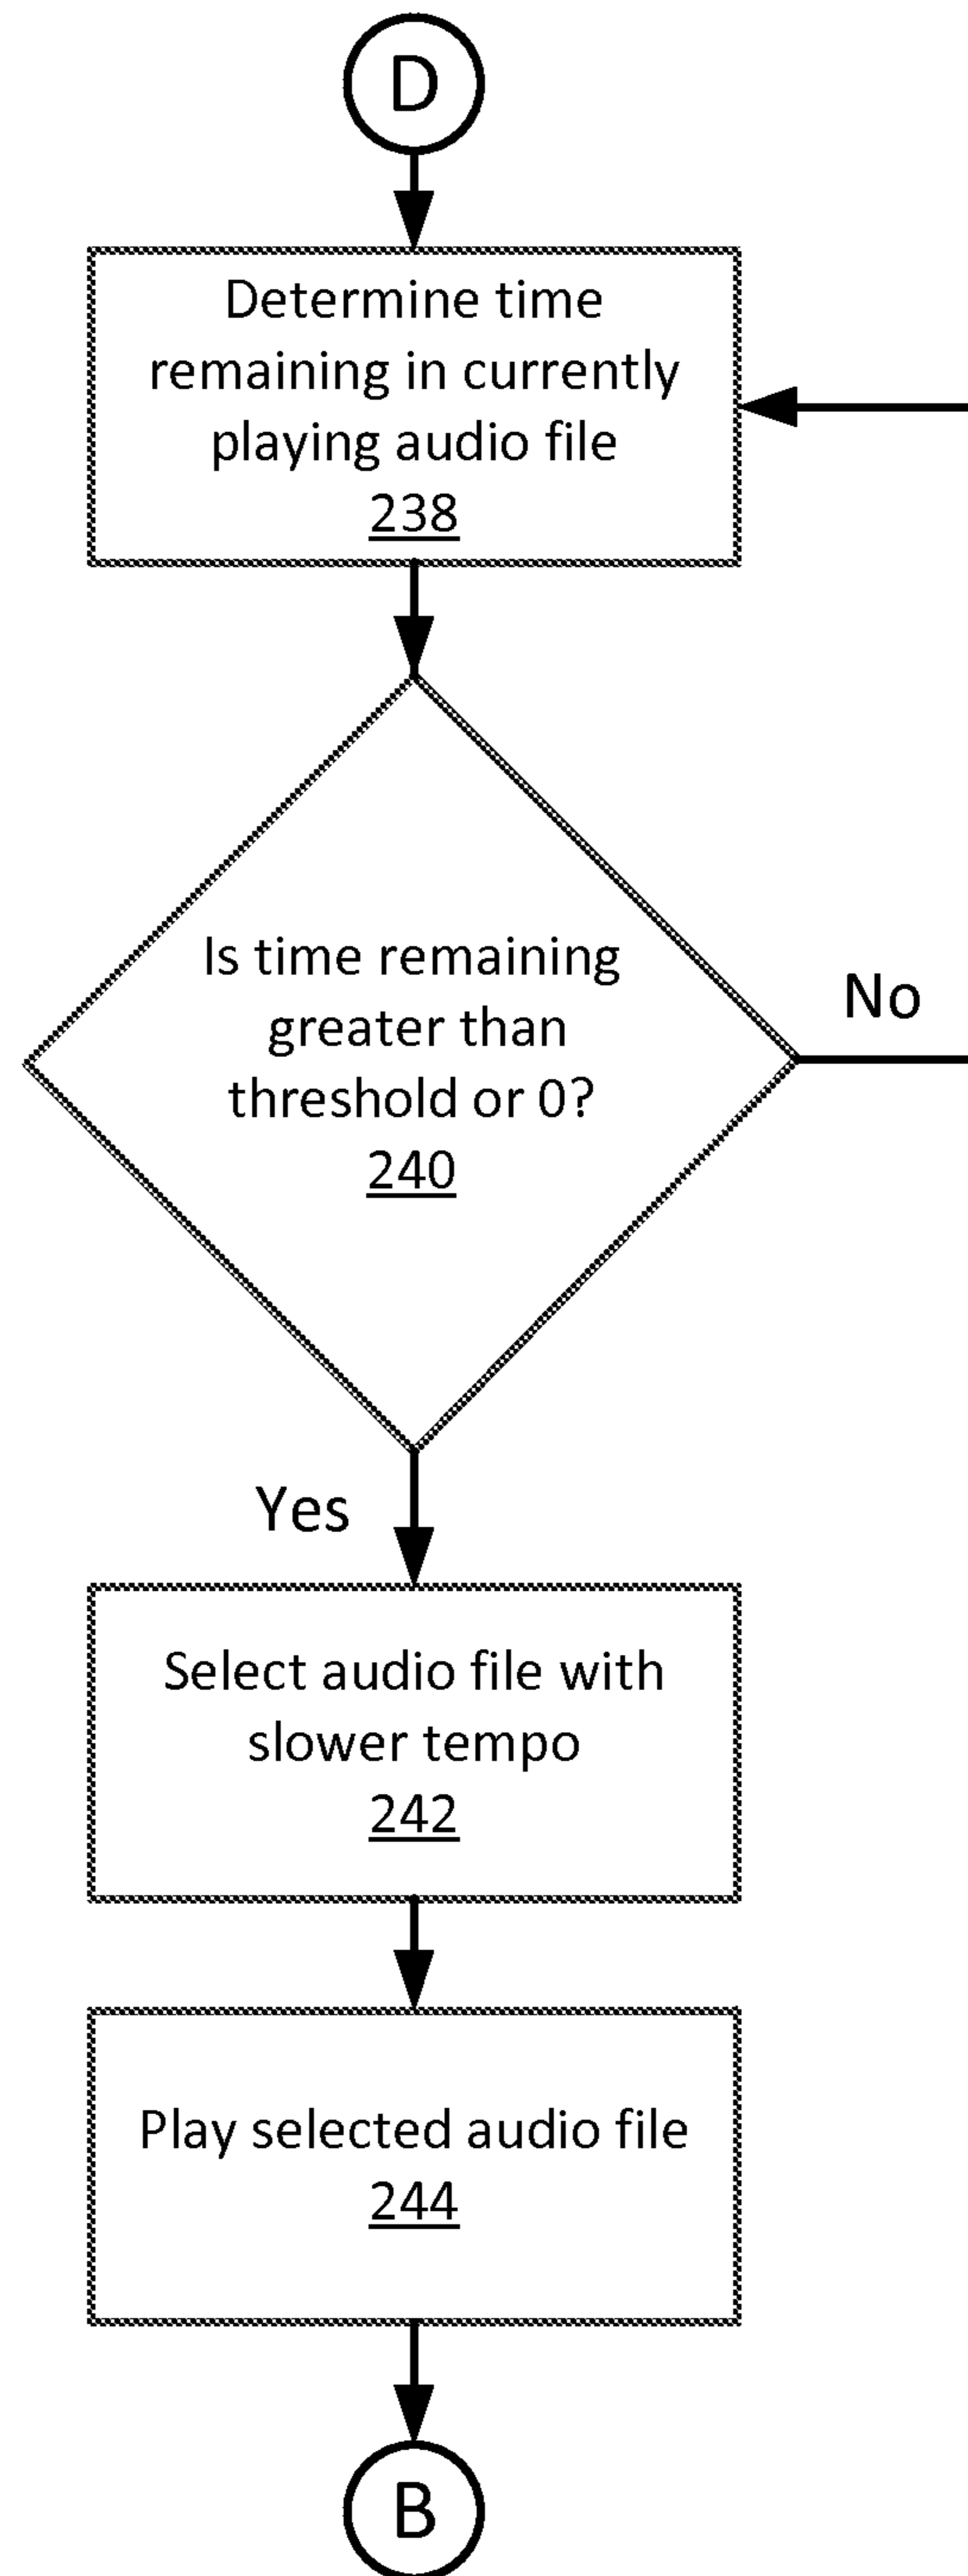 D
Determine time
remaining in currently
playing audio file
238
Is time remaining
greater than
threshold or 0?
240
No
Yes
Select audio file with
slower tempo
242
Play selected audio file
244
B